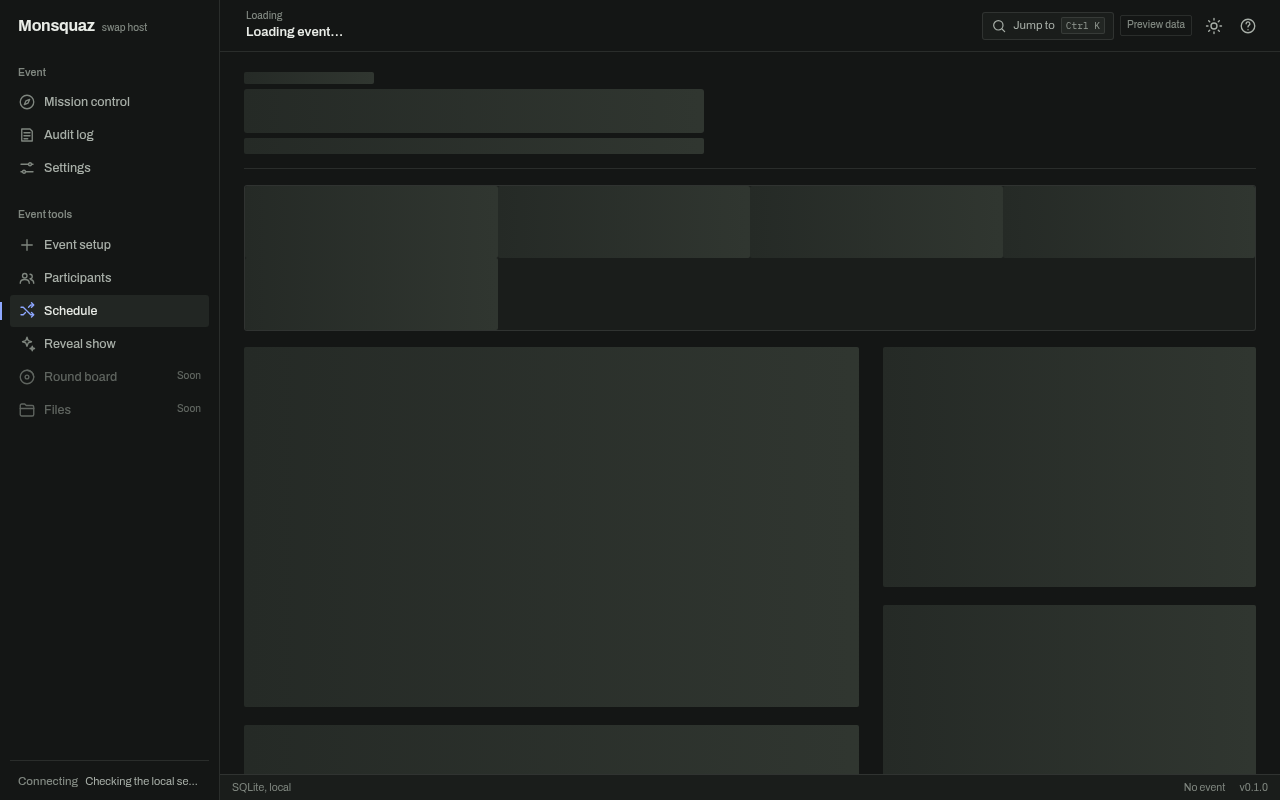 Monsquaz swap host
Event
Mission control
Audit log
Settings
Event tools
Event setup
Participants
Schedule
Reveal show
Round board Soon
Files Soon
Connecting Checking the local se...
Loading
Loading event...
Jump to Ctrl K
Preview data
SQLite, local
No event v0.1.0